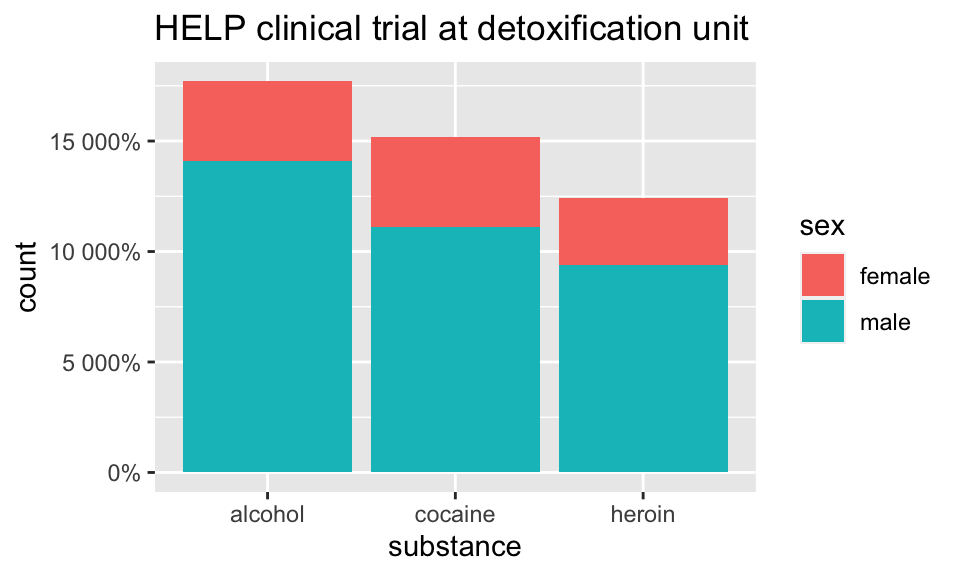 HELP clinical trial at detoxification unit
15 000%
10 000%
5 000%
0%
count
alcohol
cocaine
heroin
substance
sex
female
male